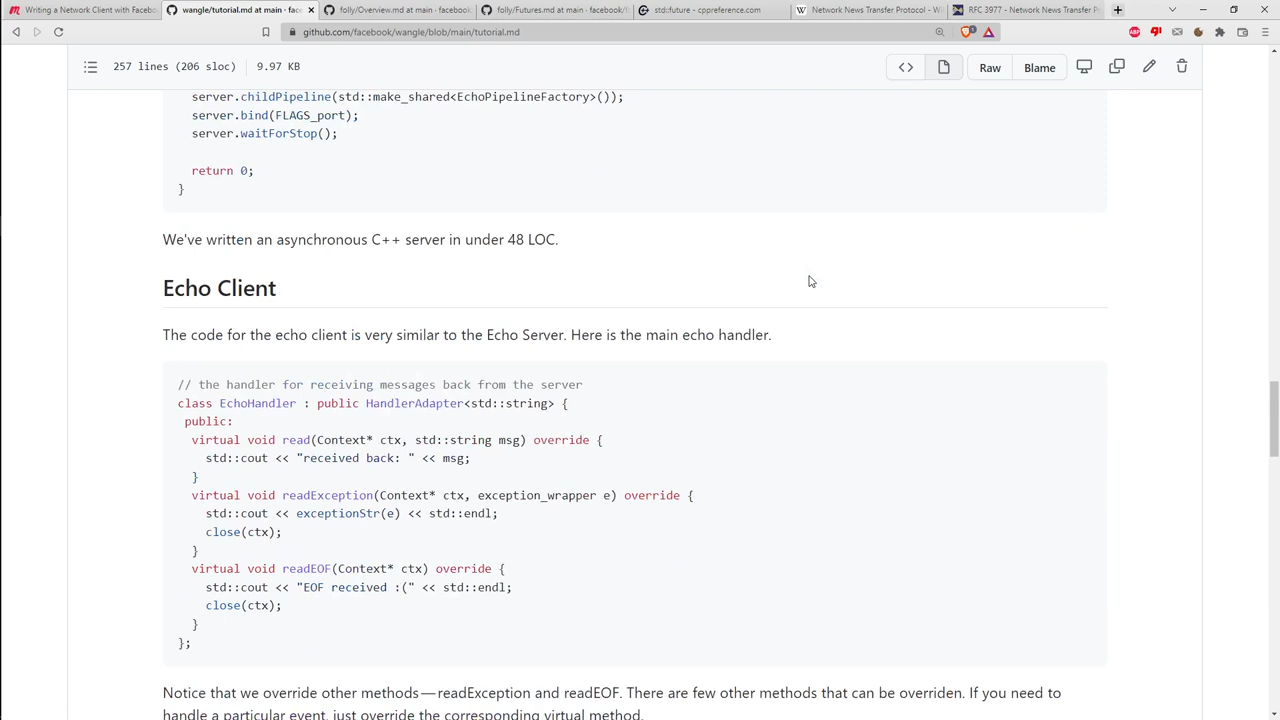 Writing a Network Client with Faceb
wangle/tutorial.md at main · fac
folly/Overview.md at main · facebook
folly/Futures.md at main · facebook/
std::future - cppreference.com
Network News Transfer Protocol - Wi
RFC 3977 - Network News Transfer P
github.com/facebook/wangle/blob/main/tutorial.md
257 lines (206 sloc) 9.97 KB
Raw Blame
server.childPipeline(std::make_shared<EchoPipelineFactory>());
server.bind(FLAGS_port);
server.waitForStop();
return 0;
}
We've written an asynchronous C++ server in under 48 LOC.
Echo Client
The code for the echo client is very similar to the Echo Server. Here is the main echo handler.
// the handler for receiving messages back from the server
class EchoHandler : public HandlerAdapter<std::string> {
public:
virtual void read(Context* ctx, std::string msg) override {
std::cout << "received back: " << msg;
}
virtual void readException(Context* ctx, exception_wrapper e) override {
std::cout << exceptionStr(e) << std::endl;
close(ctx);
}
virtual void readEOF(Context* ctx) override {
std::cout << "EOF received :(" << std::endl;
close(ctx);
}
};
Notice that we override other methods—readException and readEOF. There are few other methods that can be overriden. If you need to
handle a particular event, just override the corresponding virtual method.